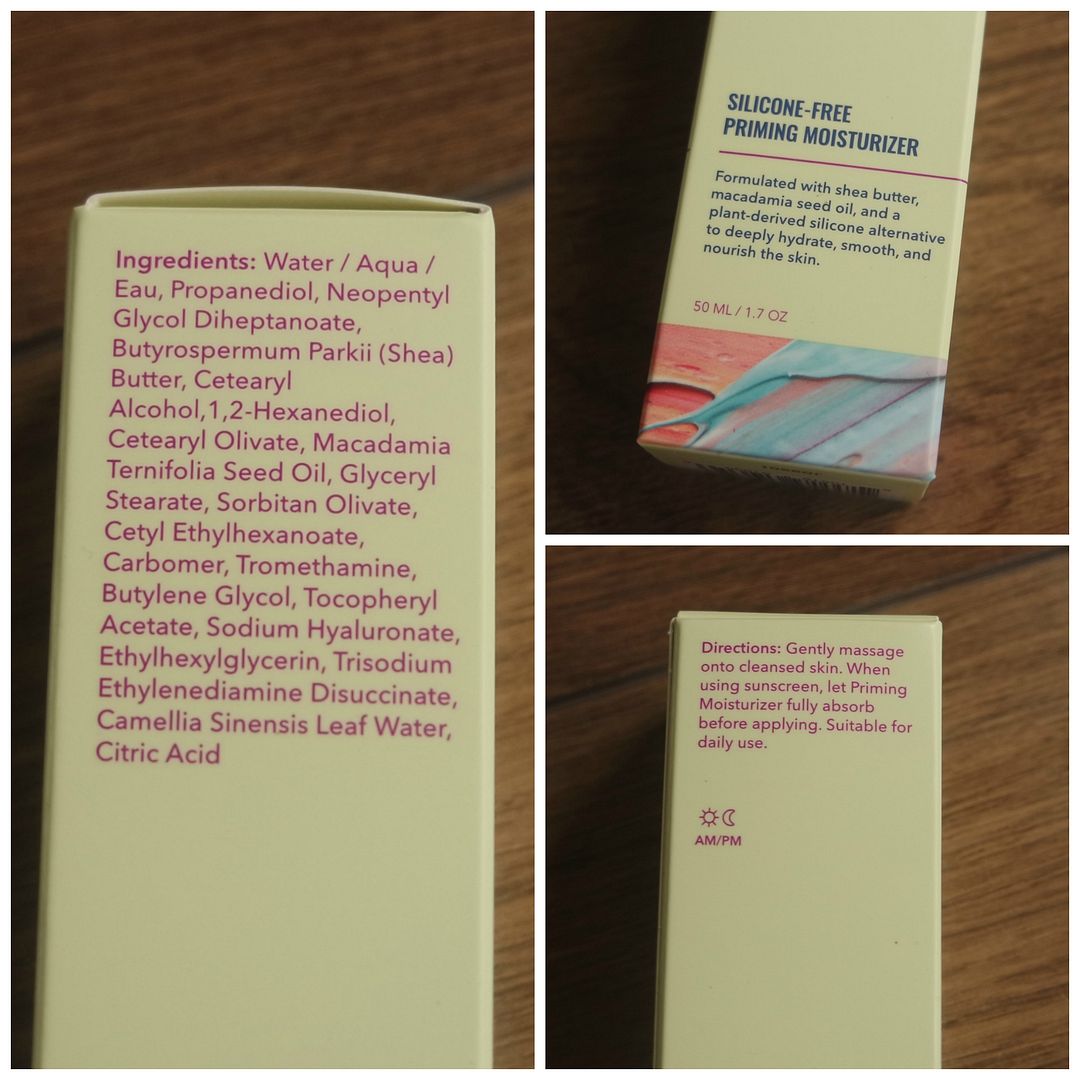 Ingredients: Water / Aqua /
Eau, Propanediol, Neopentyl
Glycol Diheptanoate,
Butyrospermum Parkii (Shea)
Butter, Cetearyl
Alcohol,1,2-Hexanediol,
Cetearyl Olivate, Macadamia
Ternifolia Seed Oil, Glyceryl
Stearate, Sorbitan Olivate,
Cetyl Ethylhexanoate,
Carbomer, Tromethamine,
Butylene Glycol, Tocopheryl
Acetate, Sodium Hyaluronate,
Ethylhexylglycerin, Trisodium
Ethylenediamine Disuccinate,
Camellia Sinensis Leaf Water,
Citric Acid
SILICONE-FREE
PRIMING MOISTURIZER
Formulated with shea butter,
macadamia seed oil, and a
plant-derived silicone alternative
to deeply hydrate, smooth, and
nourish the skin.
50 ML / 1.7 OZ
Directions: Gently massage
onto cleansed skin. When
using sunscreen, let Priming
Moisturizer fully absorb
before applying. Suitable for
daily use.
AM/PM